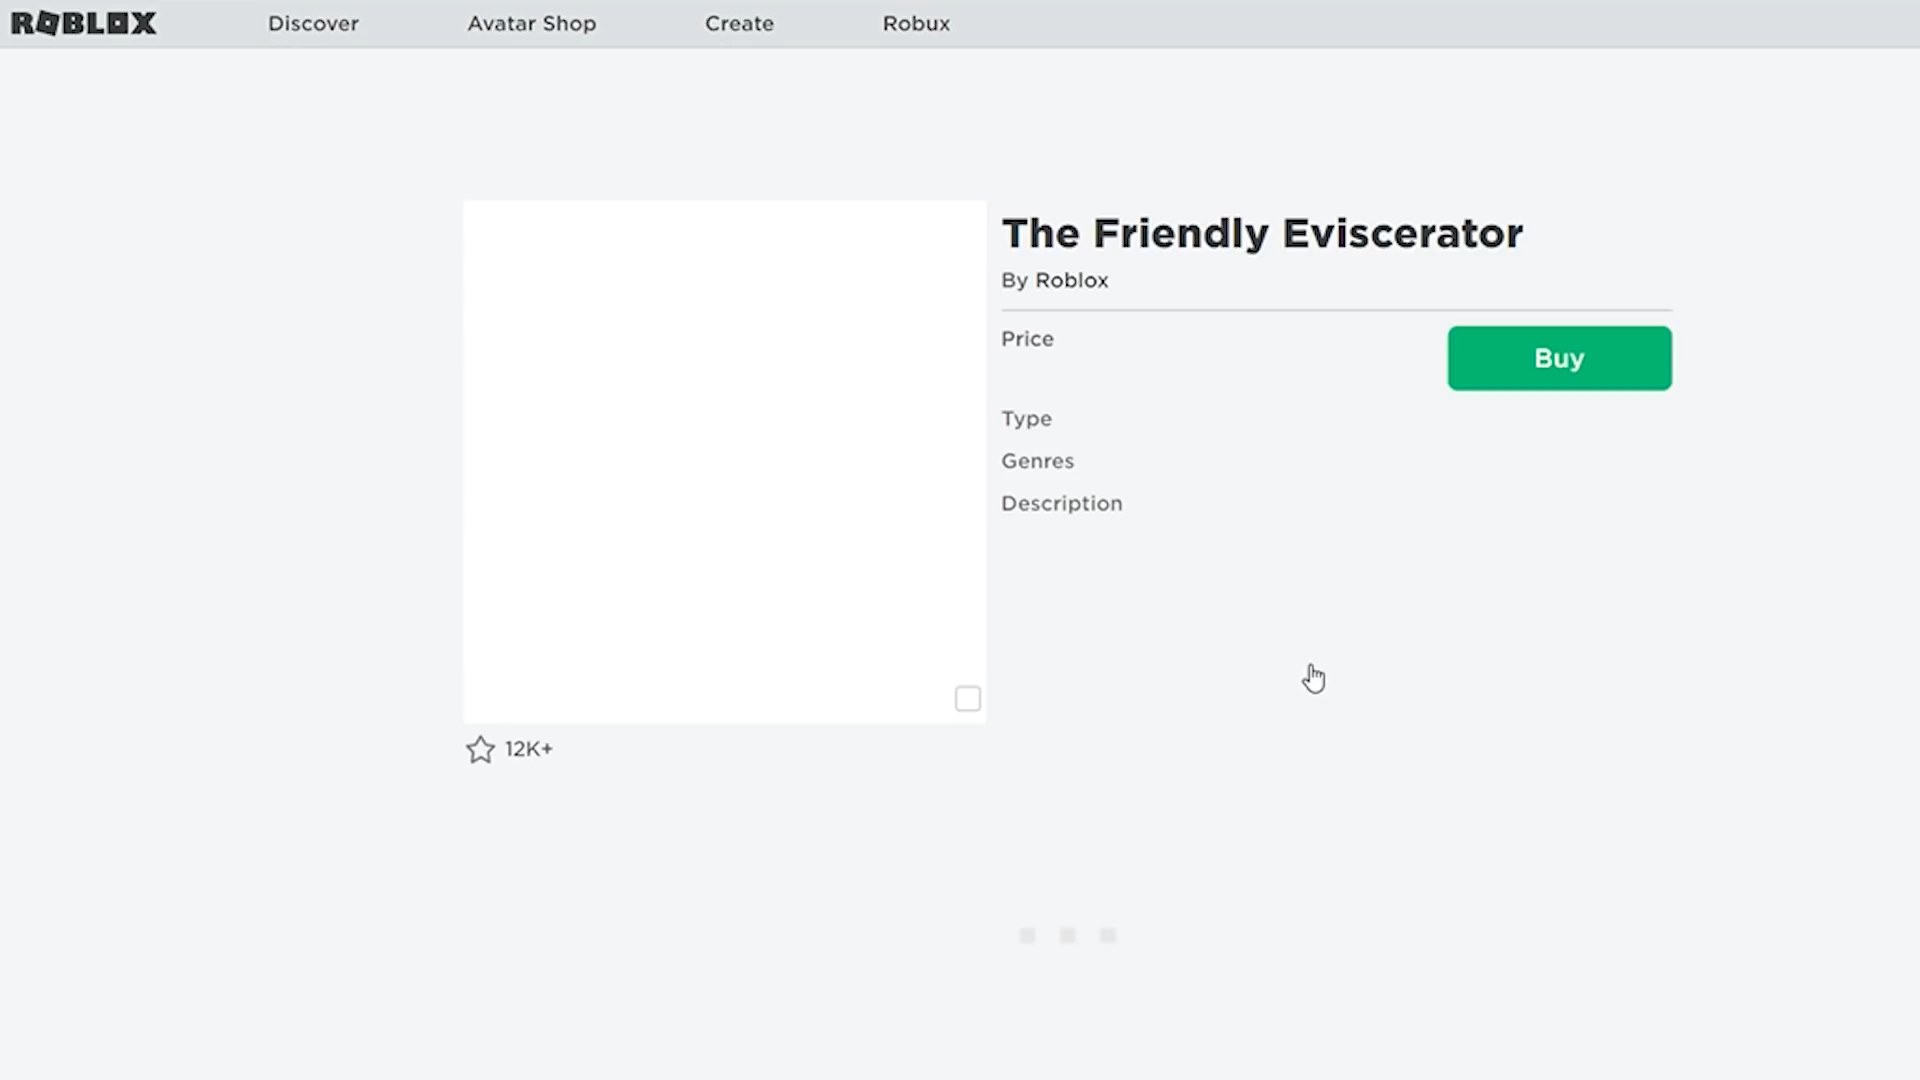 ROBLOX Discover Avatar Shop Create Robux
The Friendly Eviscerator
By Roblox
Price
Buy
Type
Genres
Description
12K+